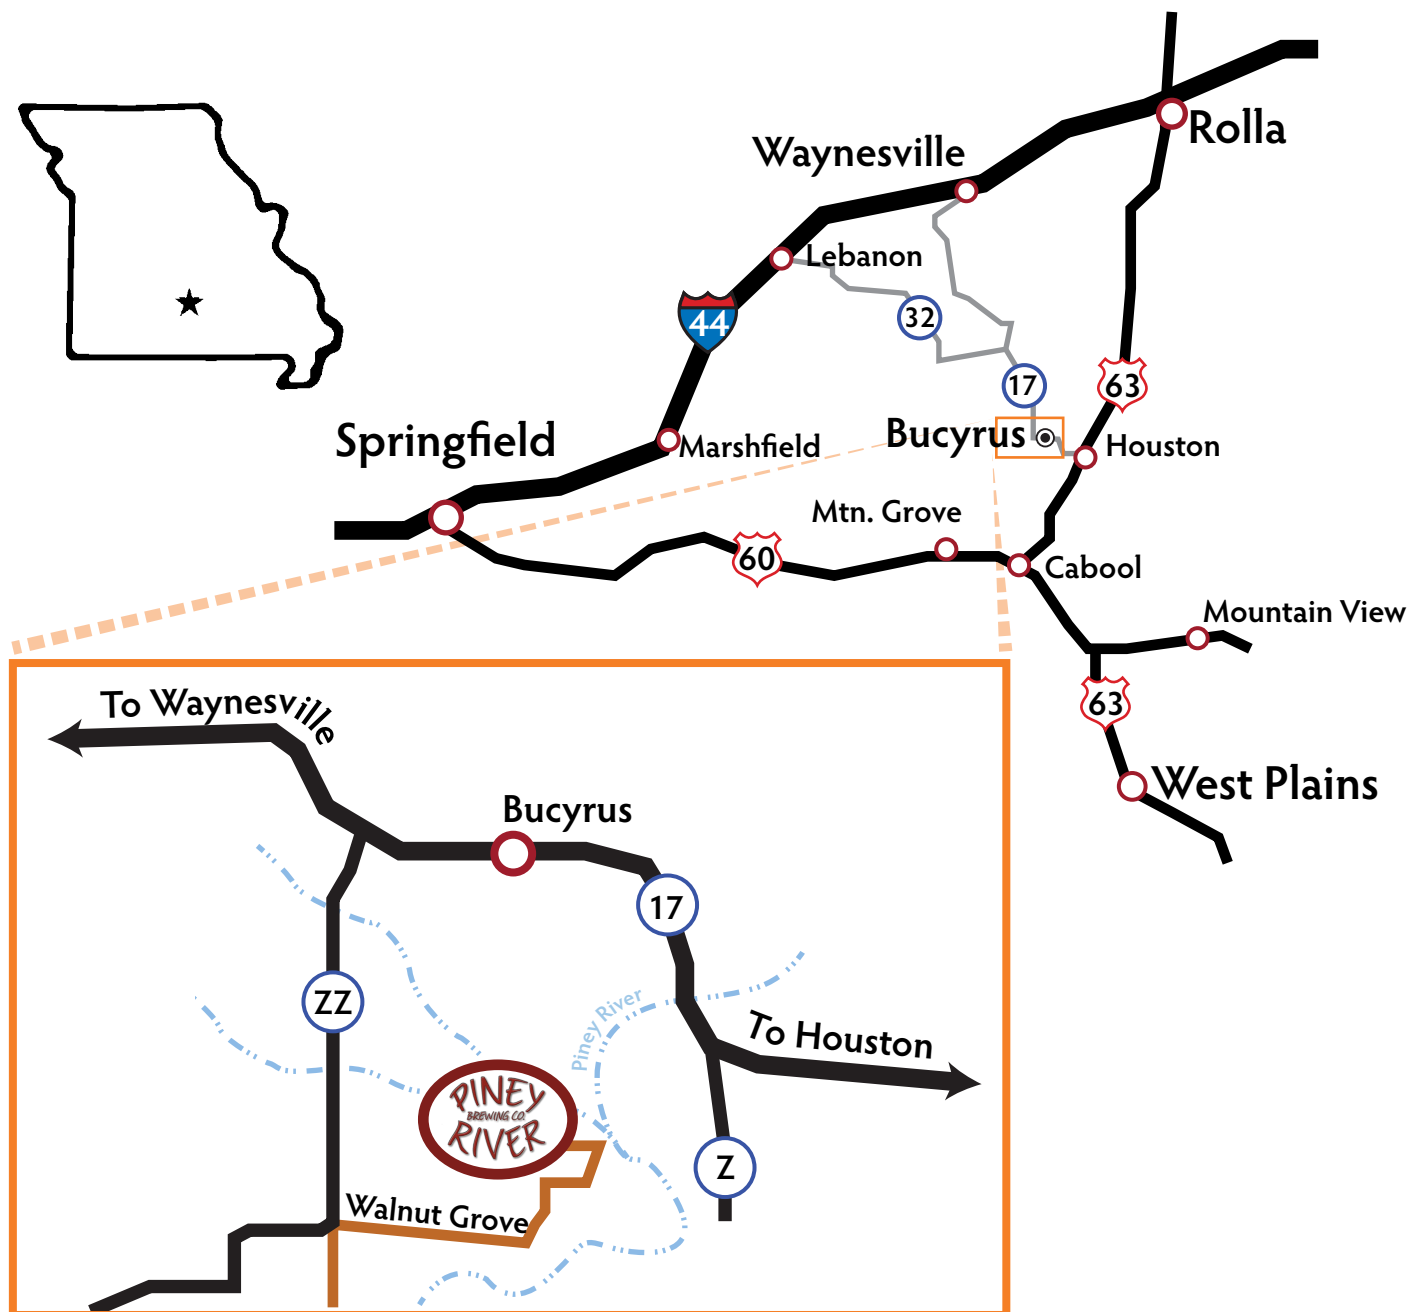 Rolla
Waynesville
Lebanon
44
32
17
63
Springfield
Marshfield
Bucyrus
Houston
Mtn. Grove
60
Cabool
Mountain View
63
West Plains
To Waynesville
Bucyrus
17
ZZ
Piney River
To Houston
PINEY
BREWING CO.
RIVER
Z
Walnut Grove